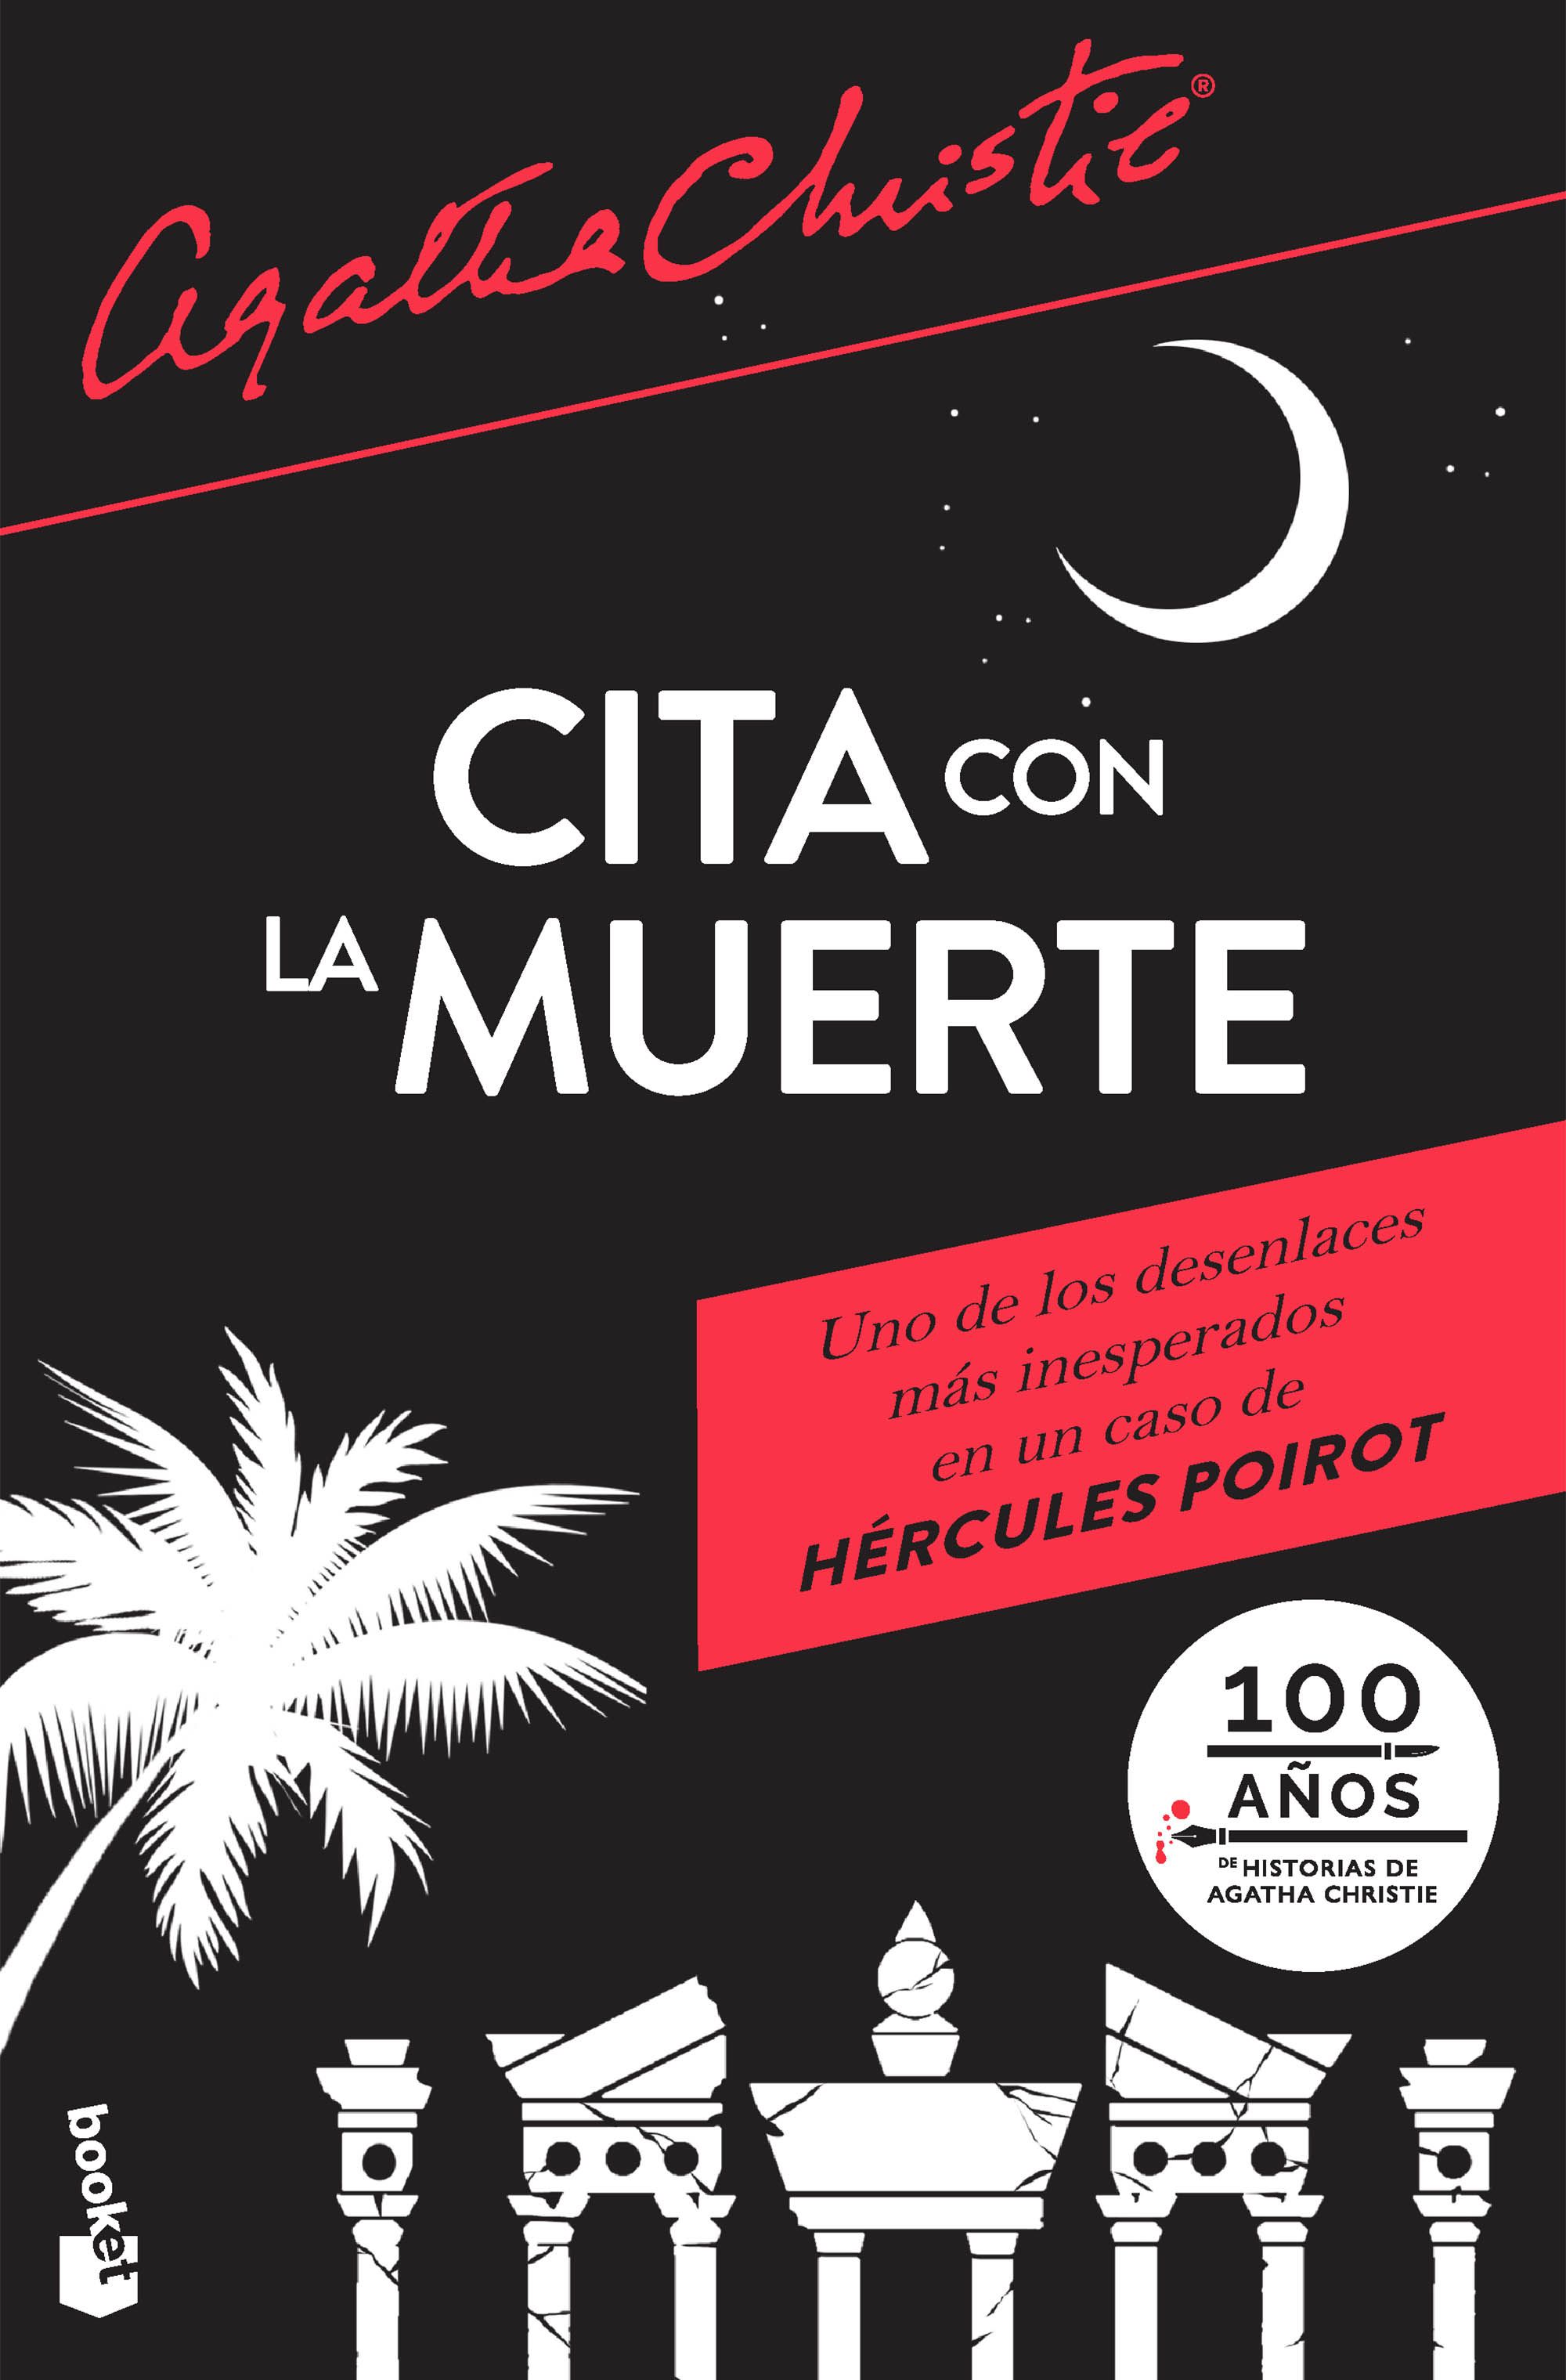 Agatha Christie®
CITA CON
LA MUERTE
Uno de los desenlaces
más inesperados
en un caso de
HÉRCULES POIROT
100
AÑOS
DE HISTORIAS DE
AGATHA CHRISTIE
booket